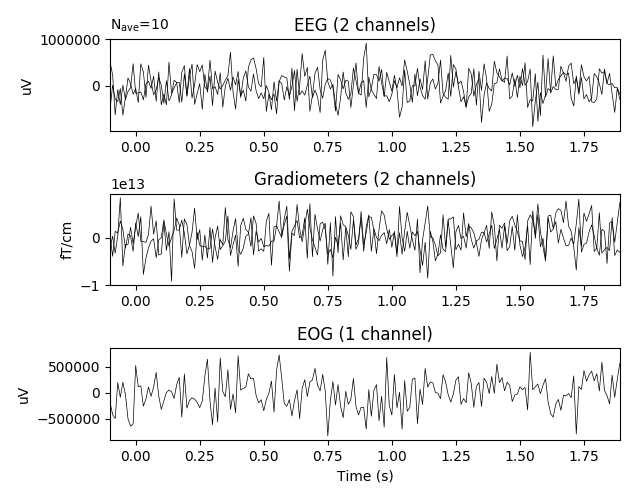 N_ave=10
EEG (2 channels)
1000000
uV
0
0.00 0.25 0.50 0.75 1.00 1.25 1.50 1.75
1e13
Gradiometers (2 channels)
fT/cm
0
−1
0.00 0.25 0.50 0.75 1.00 1.25 1.50 1.75
EOG (1 channel)
500000
uV
0
−500000
0.00 0.25 0.50 0.75 1.00 1.25 1.50 1.75
Time (s)